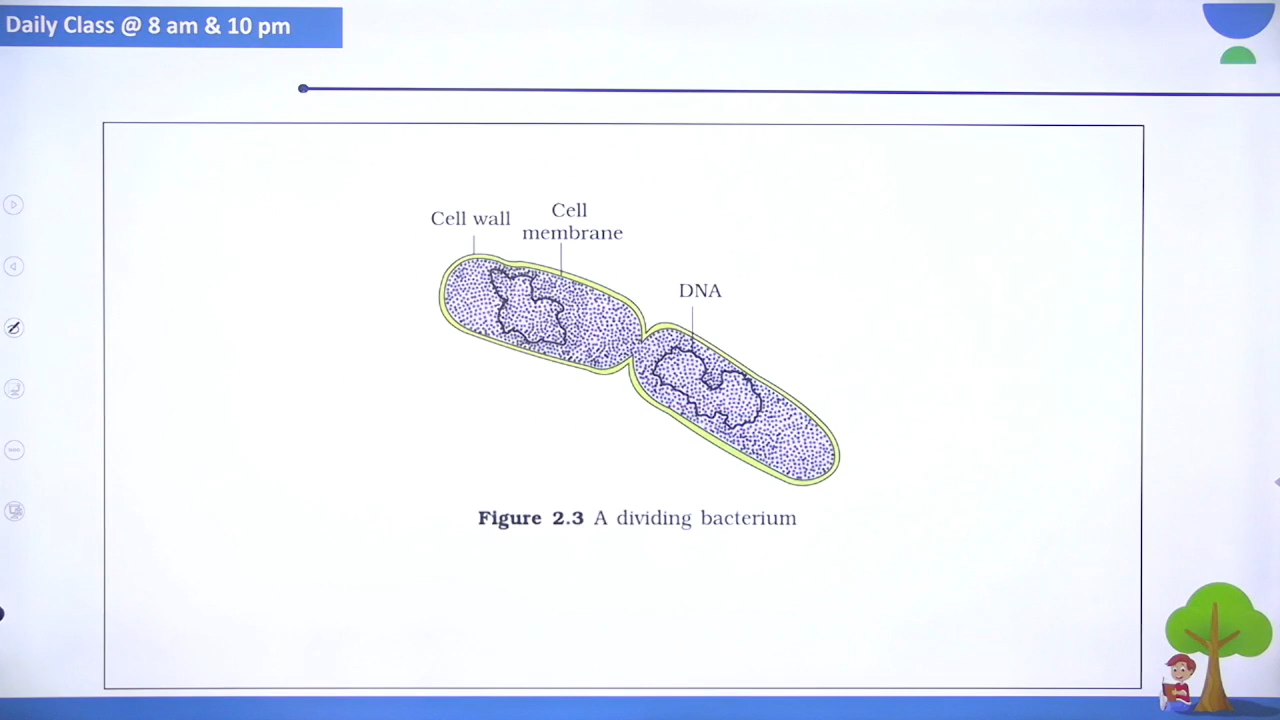 Daily Class @ 8 am & 10 pm
Cell wall
Cell
membrane
DNA
Figure 2.3 A dividing bacterium